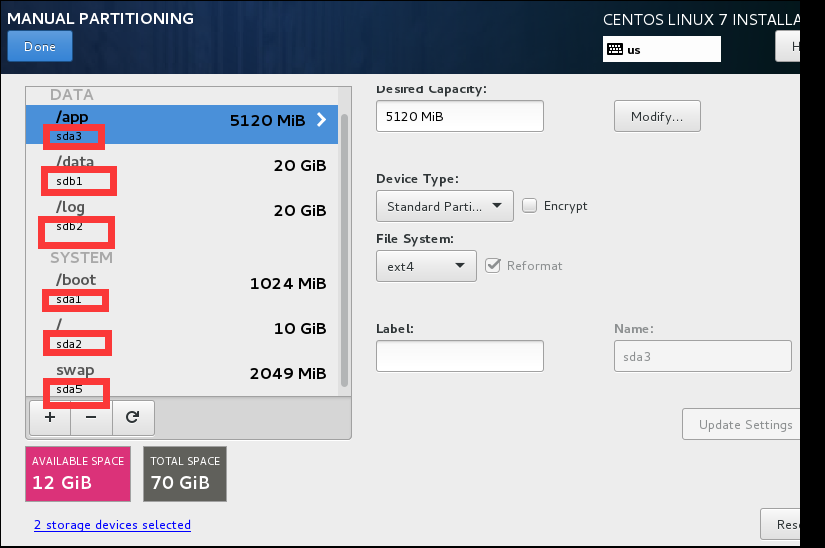 MANUAL PARTITIONING
CENTOS LINUX 7 INSTALLA
Done
us
H
DATA
/app
5120 MiB
sda3
/data
20 GiB
sdb1
/log
20 GiB
sdb2
SYSTEM
/boot
1024 MiB
sda1
/
10 GiB
sda2
swap
2049 MiB
sda5
+ −
AVAILABLE SPACE
12 GiB
TOTAL SPACE
70 GiB
2 storage devices selected
Desired Capacity:
5120 MiB
Modify...
Device Type:
Standard Parti...
Encrypt
File System:
ext4
Reformat
Label:
Name:
sda3
Update Settings
Res